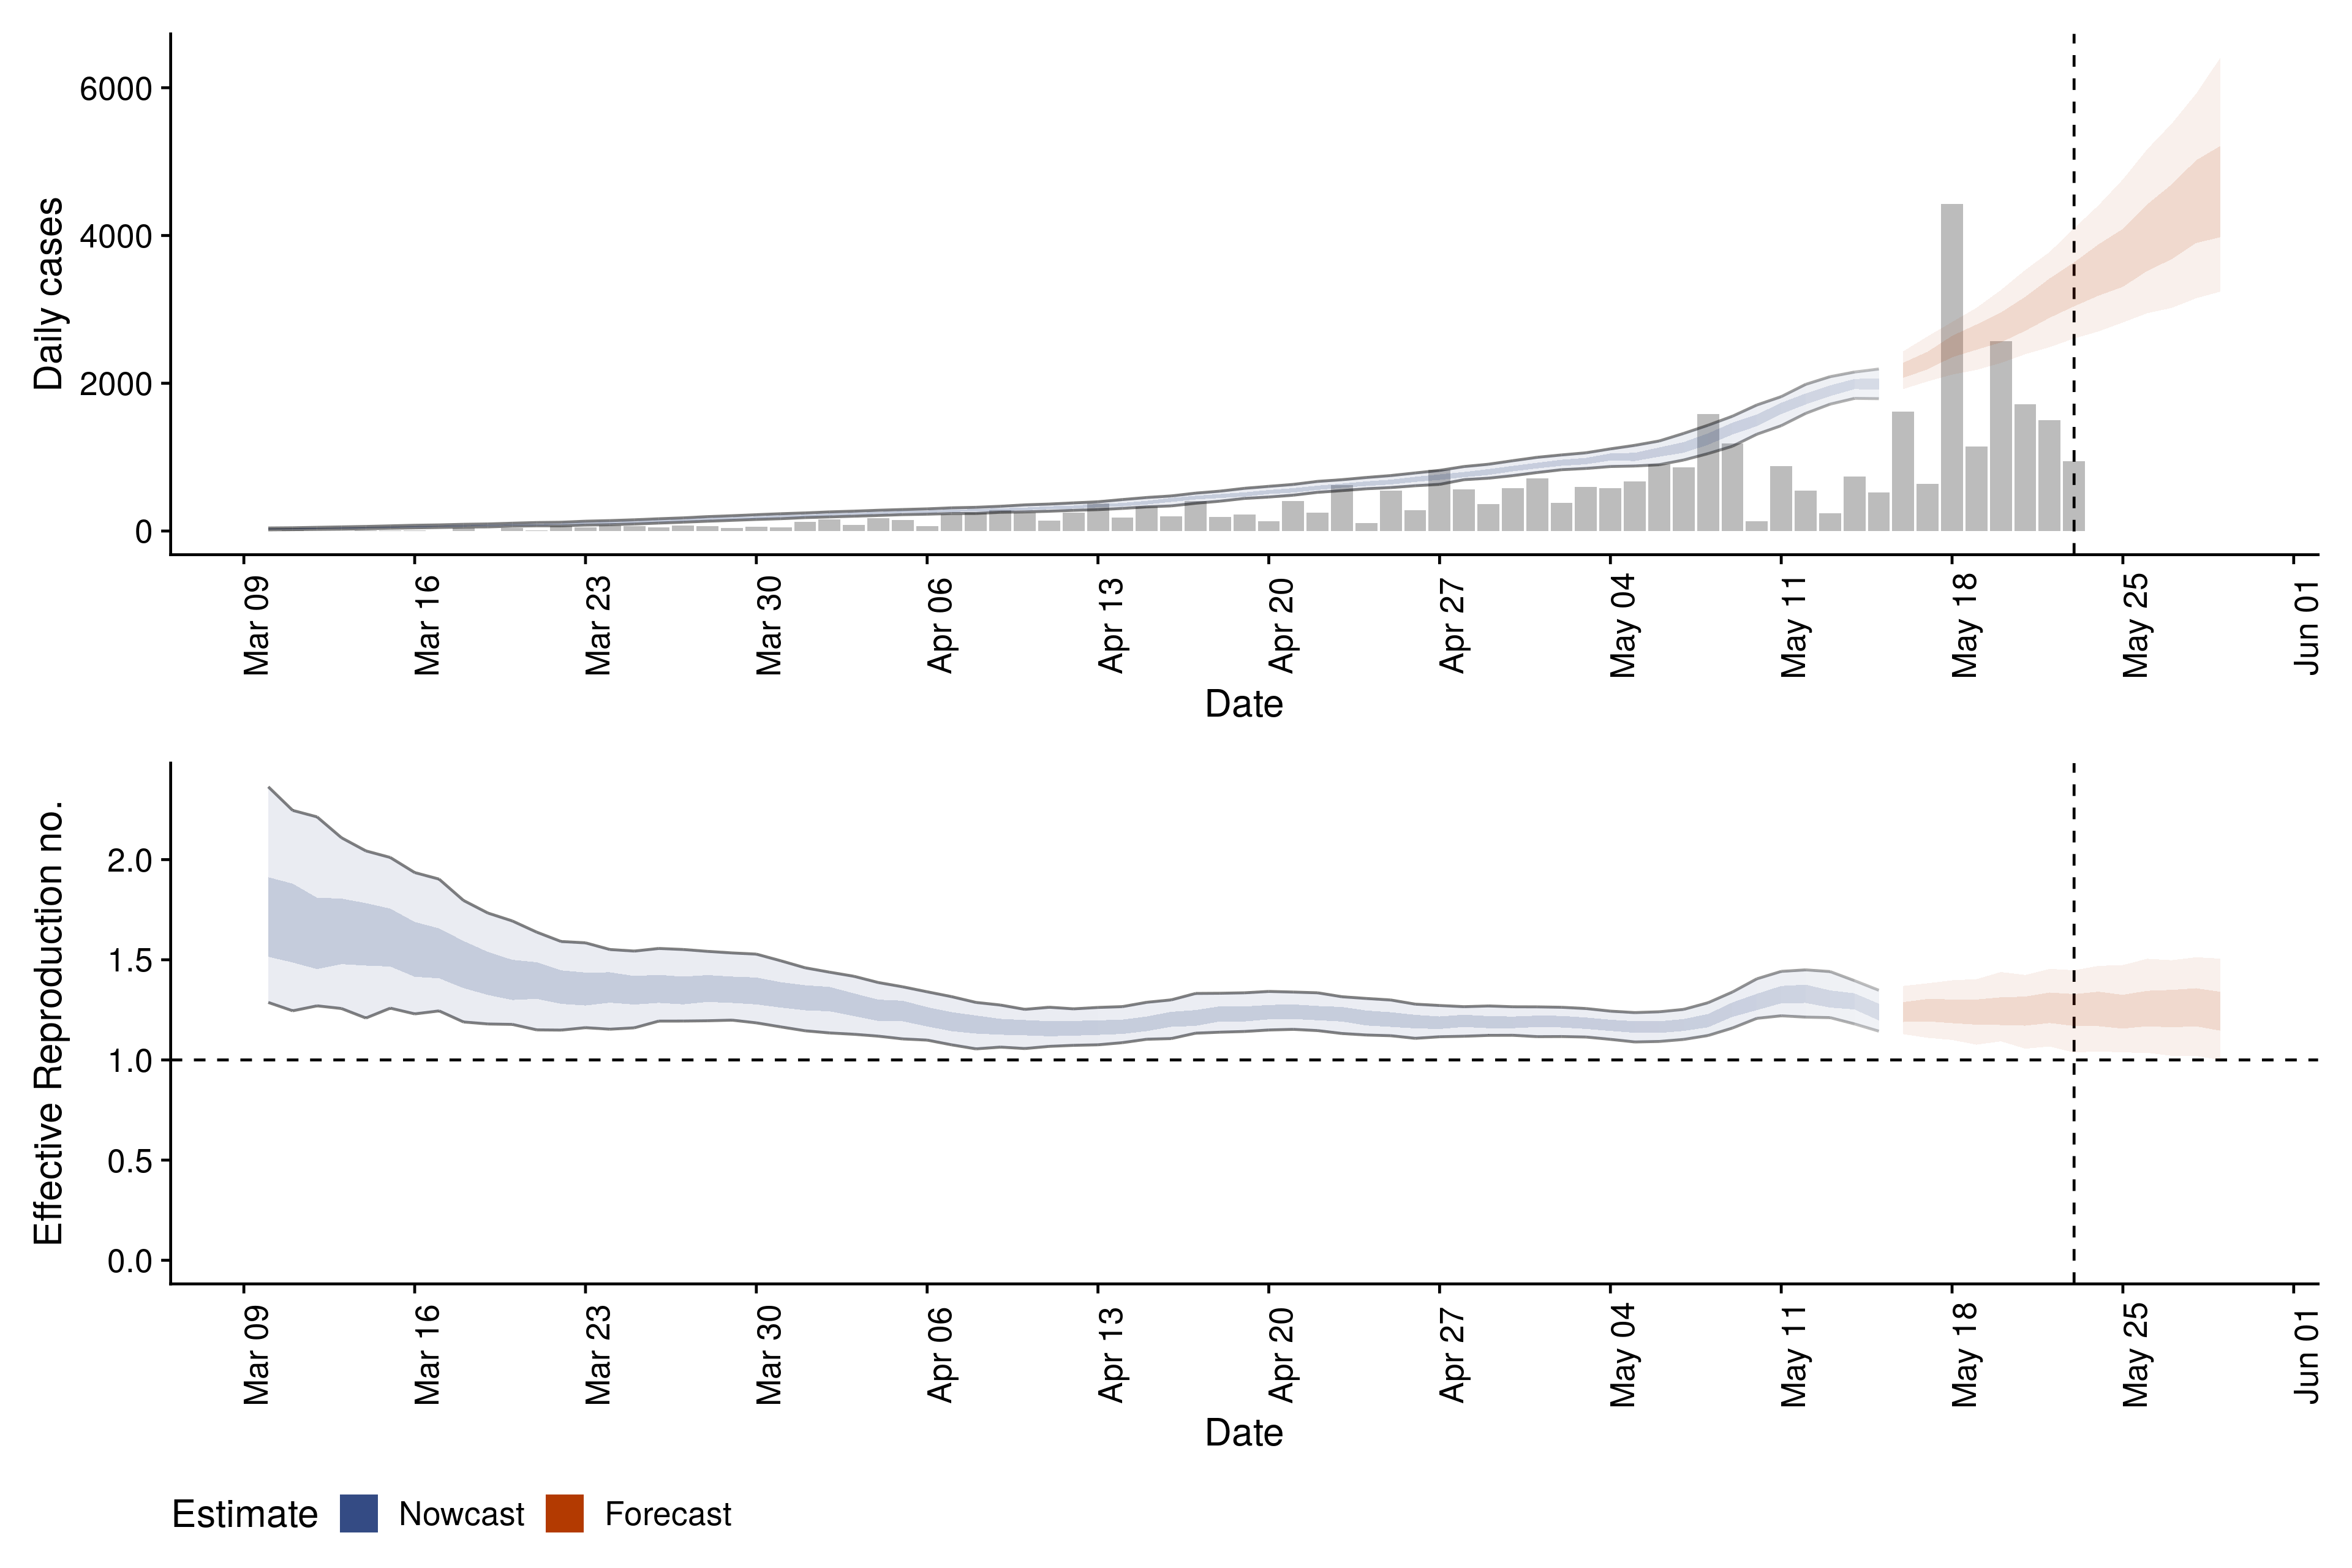 Daily cases
6000
4000
2000
0
Mar 09
Mar 16
Mar 23
Mar 30
Apr 06
Apr 13
Apr 20
Apr 27
May 04
May 11
May 18
May 25
Jun 01
Date
Effective Reproduction no.
2.0
1.5
1.0
0.5
0.0
Mar 09
Mar 16
Mar 23
Mar 30
Apr 06
Apr 13
Apr 20
Apr 27
May 04
May 11
May 18
May 25
Jun 01
Date
Estimate Nowcast Forecast